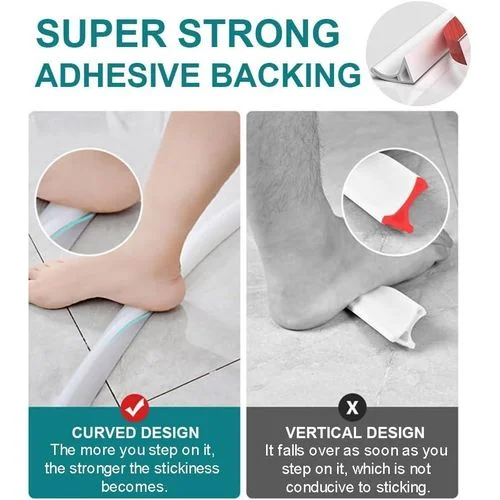 SUPER STRONG
ADHESIVE BACKING
CURVED DESIGN
The more you step on it,
the stronger the stickiness
becomes.
X
VERTICAL DESIGN
It falls over as soon as you
step on it, which is not
conducive to sticking.